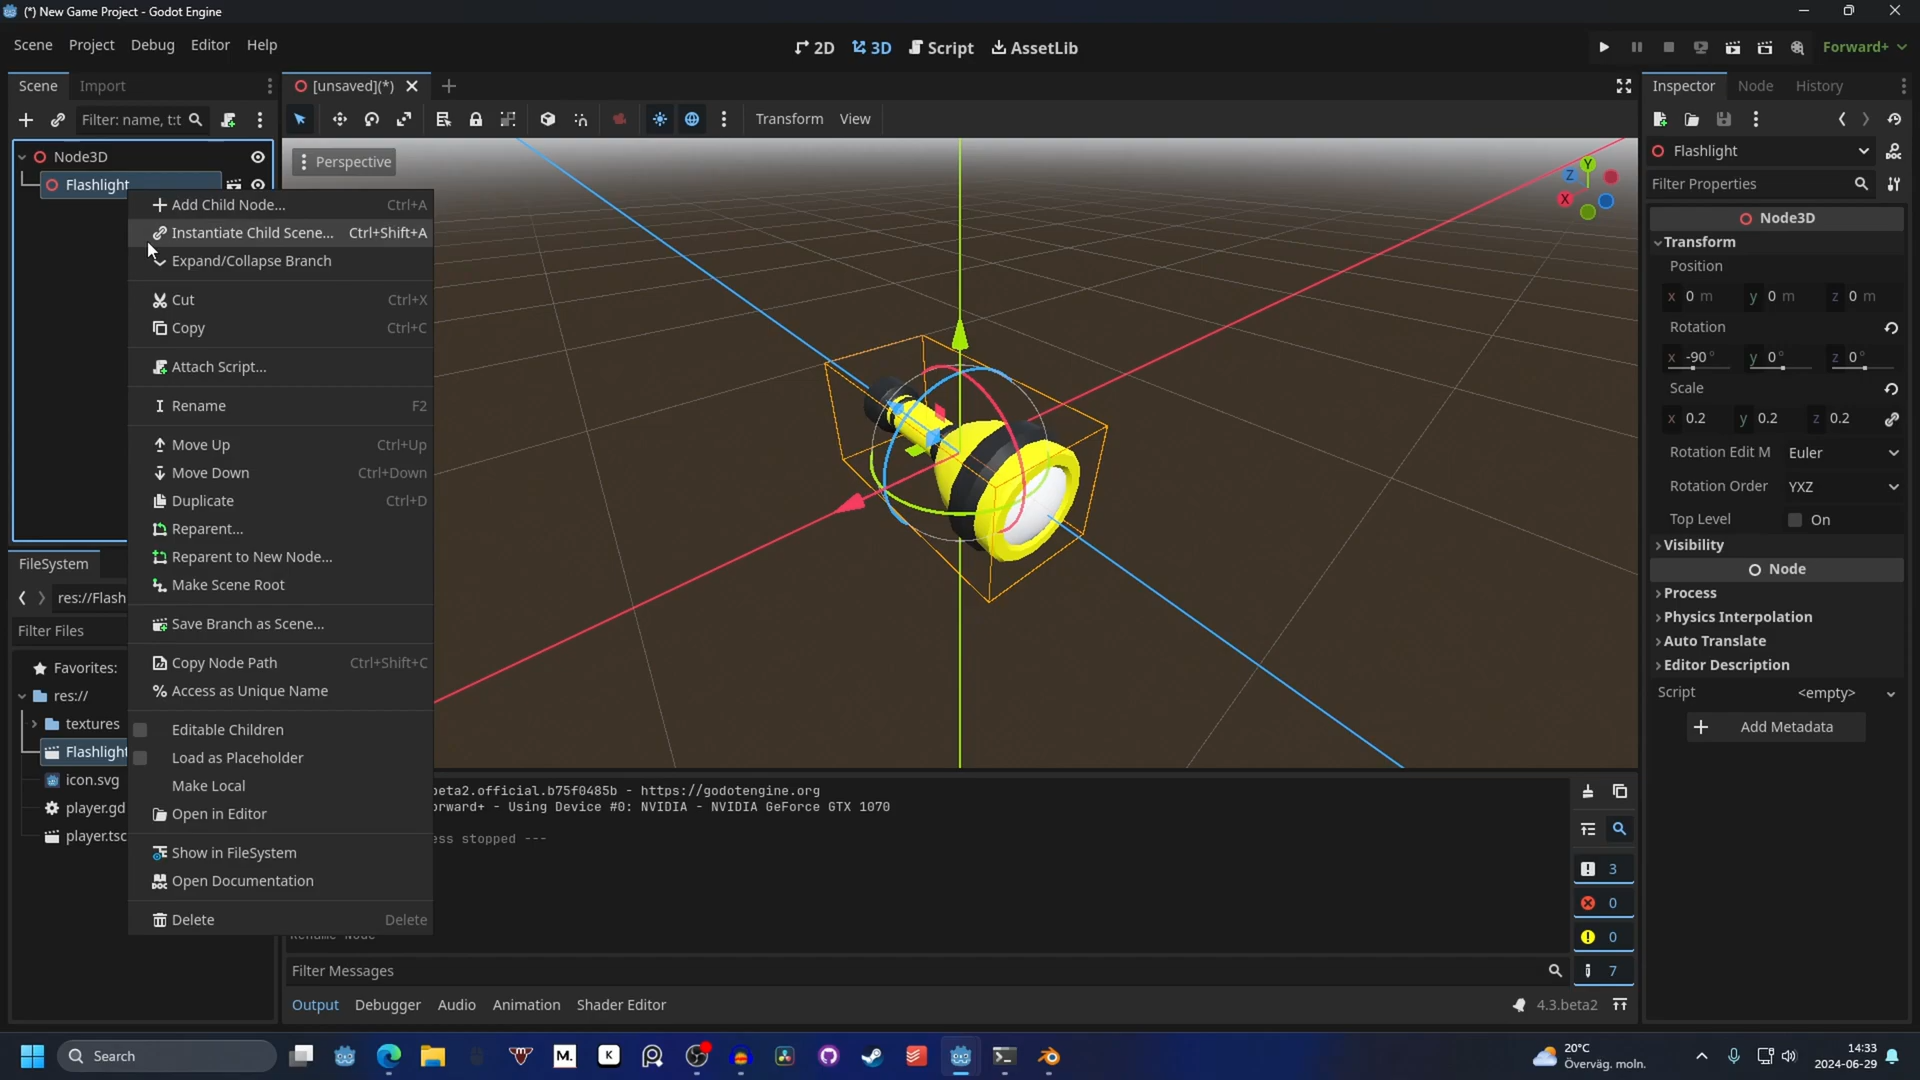 (*) New Game Project - Godot Engine
Scene Project Debug Editor Help
2D 3D Script AssetLib
Forward+
Scene Import
[unsaved](*)
Inspector Node History
Filter: name, t:t
Transform View
Node3D
Flashlight
Perspective
Y
Z
X
Flashlight
Filter Properties
Add Child Node... Ctrl+A
Instantiate Child Scene... Ctrl+Shift+A
Expand/Collapse Branch
Cut Ctrl+X
Copy Ctrl+C
Attach Script...
Rename F2
Move Up Ctrl+Up
Move Down Ctrl+Down
Duplicate Ctrl+D
Reparent...
Reparent to New Node...
Make Scene Root
Save Branch as Scene...
Copy Node Path Ctrl+Shift+C
Access as Unique Name
Editable Children
Load as Placeholder
Make Local
Open in Editor
Show in FileSystem
Open Documentation
Delete Delete
Node3D
Transform
Position
x 0 m y 0 m z 0 m
Rotation
x -90° y 0° z 0°
Scale
x 0.2 y 0.2 z 0.2
Rotation Edit M Euler
Rotation Order YXZ
Top Level On
Visibility
Node
Process
Physics Interpolation
Auto Translate
Editor Description
Script <empty>
Add Metadata
FileSystem
res://Flash
Filter Files
Favorites:
res://
textures
Flashlight
icon.svg
player.gd
player.tsc
beta2.official.b75f0485b - https://godotengine.org
orward+ - Using Device #0: NVIDIA - NVIDIA GeForce GTX 1070
ess stopped ---
Rename Node
3
0
0
7
Filter Messages
Output Debugger Audio Animation Shader Editor
4.3.beta2
Search
M.
K
20°C
Överväg. moln.
14:33
2024-06-29